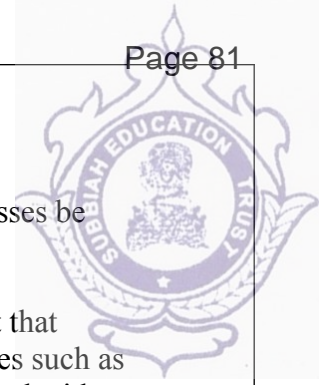 Page 81
SUBBIAH EDUCATION TRUST
sses be
t that
es such as